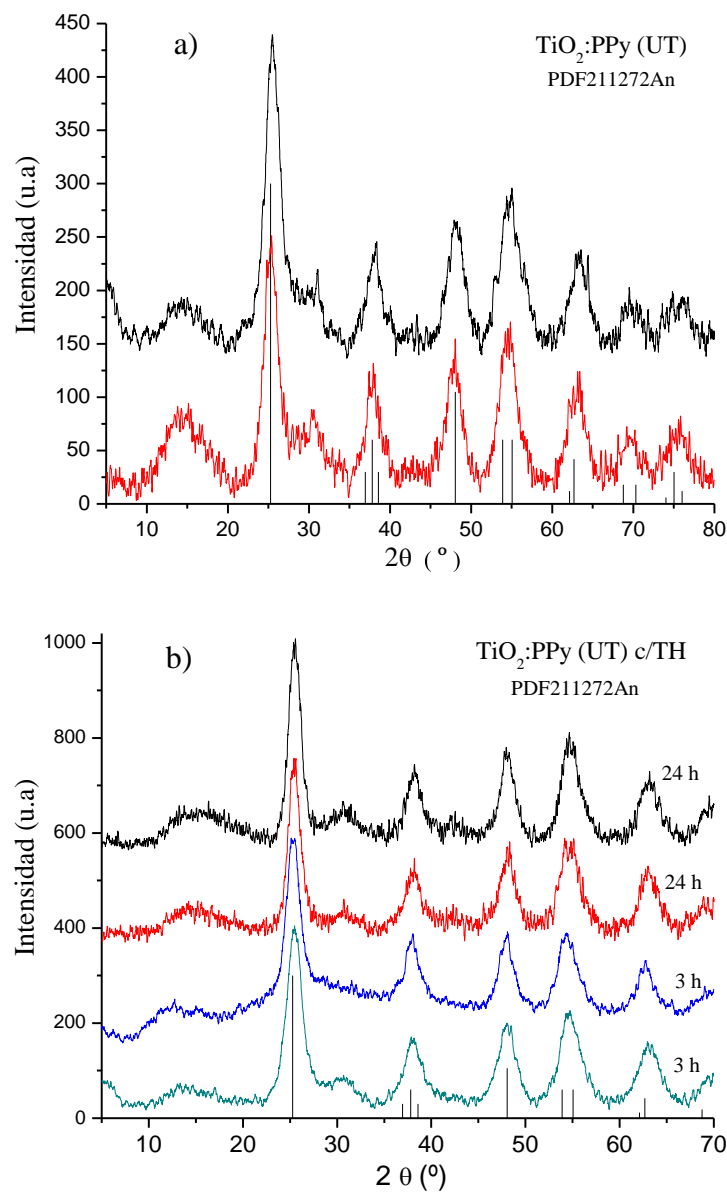 a)
TiO2:PPy (UT)
PDF211272An
450
400
350
300
250
200
150
100
50
0
Intensidad (u.a)
10 20 30 40 50 60 70 80
2θ ( º )
b)
TiO2:PPy (UT) c/TH
PDF211272An
1000
800
600
400
200
0
Intensidad (u.a)
24 h
24 h
3 h
3 h
10 20 30 40 50 60 70
2 θ (º)